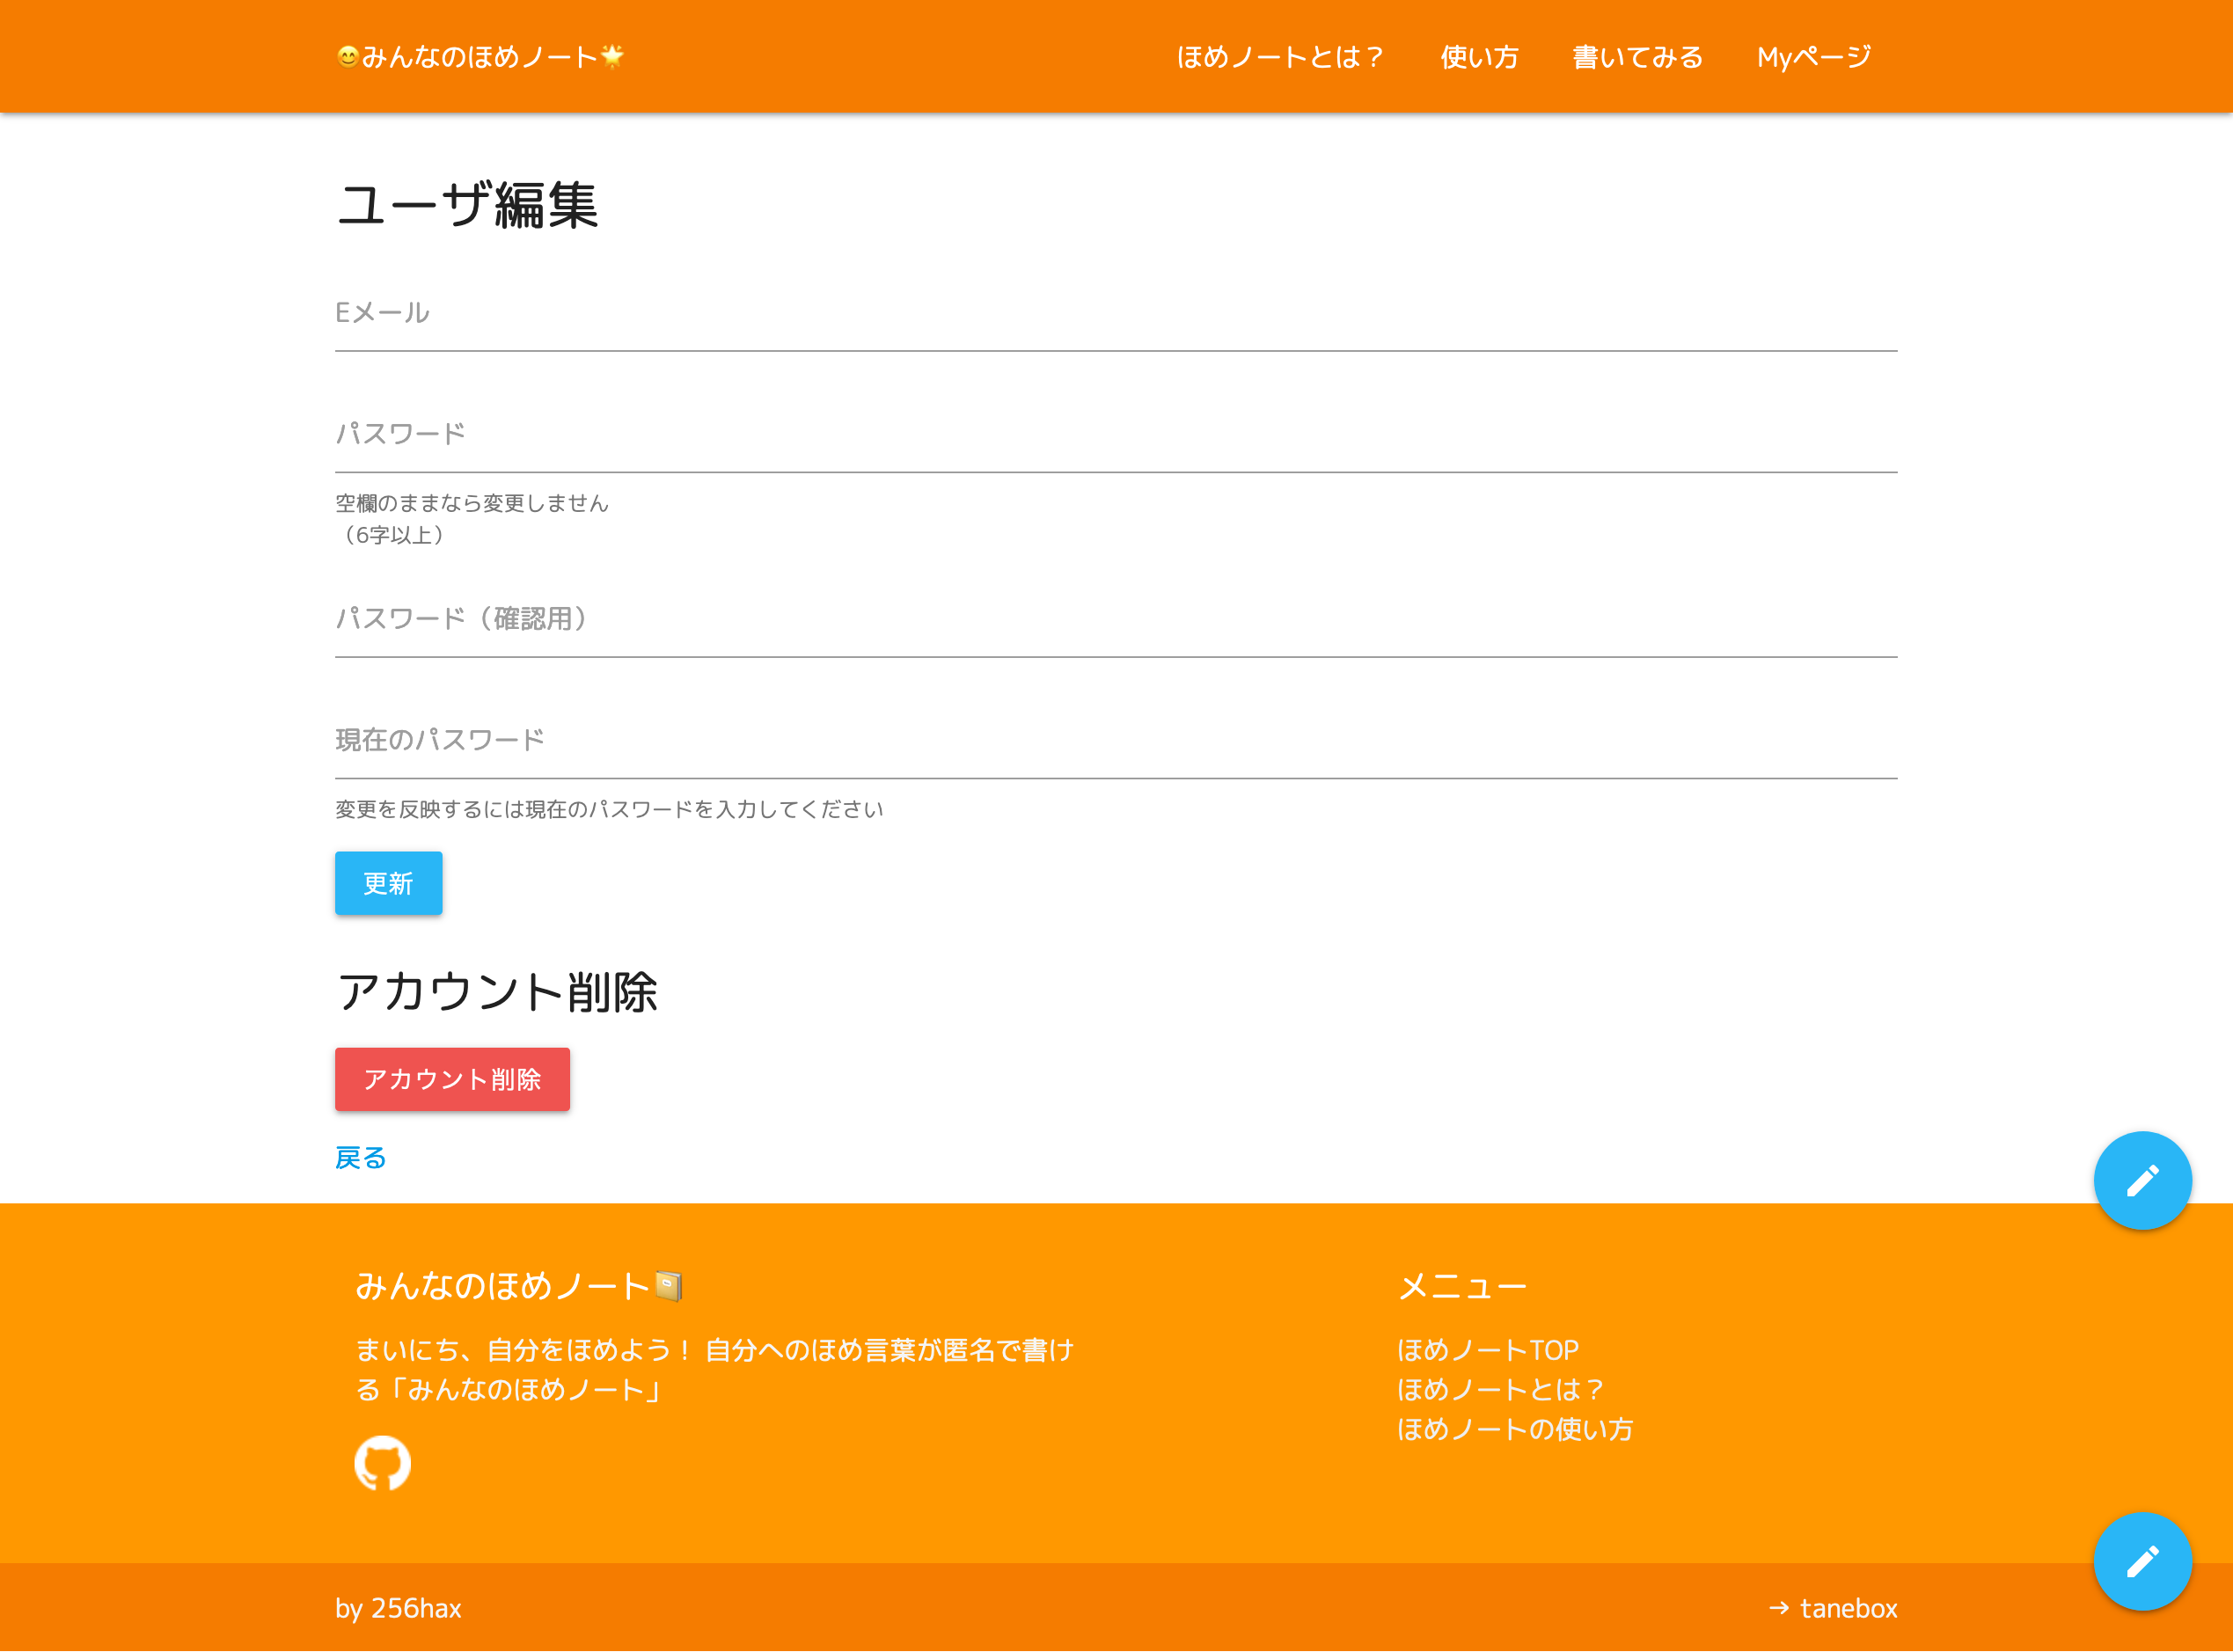 😊みんなのほめノート🌟
ほめノートとは？ 使い方 書いてみる Myページ
ユーザ編集
Eメール
パスワード
空欄のままなら変更しません
（6字以上）
パスワード（確認用）
現在のパスワード
変更を反映するには現在のパスワードを入力してください
更新
アカウント削除
アカウント削除
戻る
みんなのほめノート📔
まいにち、自分をほめよう！ 自分へのほめ言葉が匿名で書け
る「みんなのほめノート」
メニュー
ほめノートTOP
ほめノートとは？
ほめノートの使い方
by 256hax
→ tanebox